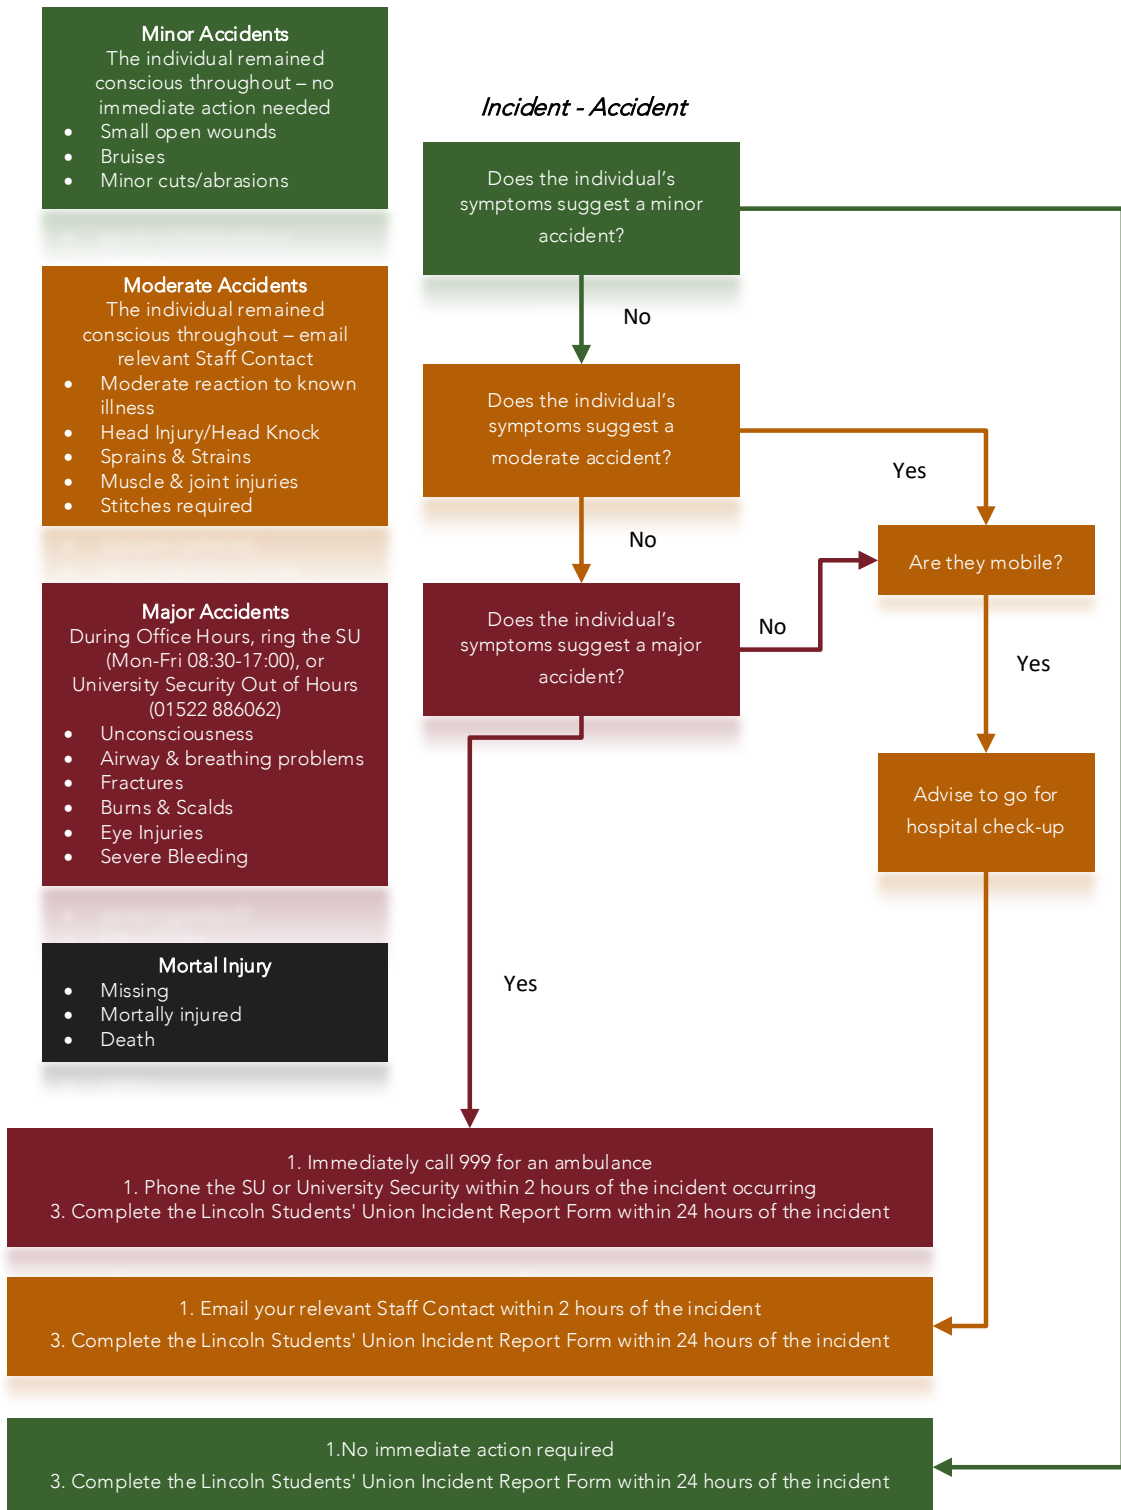 Minor Accidents
The individual remained
conscious throughout – no
immediate action needed
• Small open wounds
• Bruises
• Minor cuts/abrasions
Moderate Accidents
The individual remained
conscious throughout – email
relevant Staff Contact
• Moderate reaction to known
illness
• Head Injury/Head Knock
• Sprains & Strains
• Muscle & joint injuries
• Stitches required
Major Accidents
During Office Hours, ring the SU
(Mon-Fri 08:30-17:00), or
University Security Out of Hours
(01522 886062)
• Unconsciousness
• Airway & breathing problems
• Fractures
• Burns & Scalds
• Eye Injuries
• Severe Bleeding
Mortal Injury
• Missing
• Mortally injured
• Death
Incident - Accident
Does the individual’s
symptoms suggest a minor
accident?
No
Does the individual’s
symptoms suggest a
moderate accident?
Yes
No
Are they mobile?
Does the individual’s
symptoms suggest a major
accident?
No
Yes
Advise to go for
hospital check-up
Yes
1. Immediately call 999 for an ambulance
1. Phone the SU or University Security within 2 hours of the incident occurring
3. Complete the Lincoln Students' Union Incident Report Form within 24 hours of the incident
1. Email your relevant Staff Contact within 2 hours of the incident
3. Complete the Lincoln Students' Union Incident Report Form within 24 hours of the incident
1.No immediate action required
3. Complete the Lincoln Students' Union Incident Report Form within 24 hours of the incident